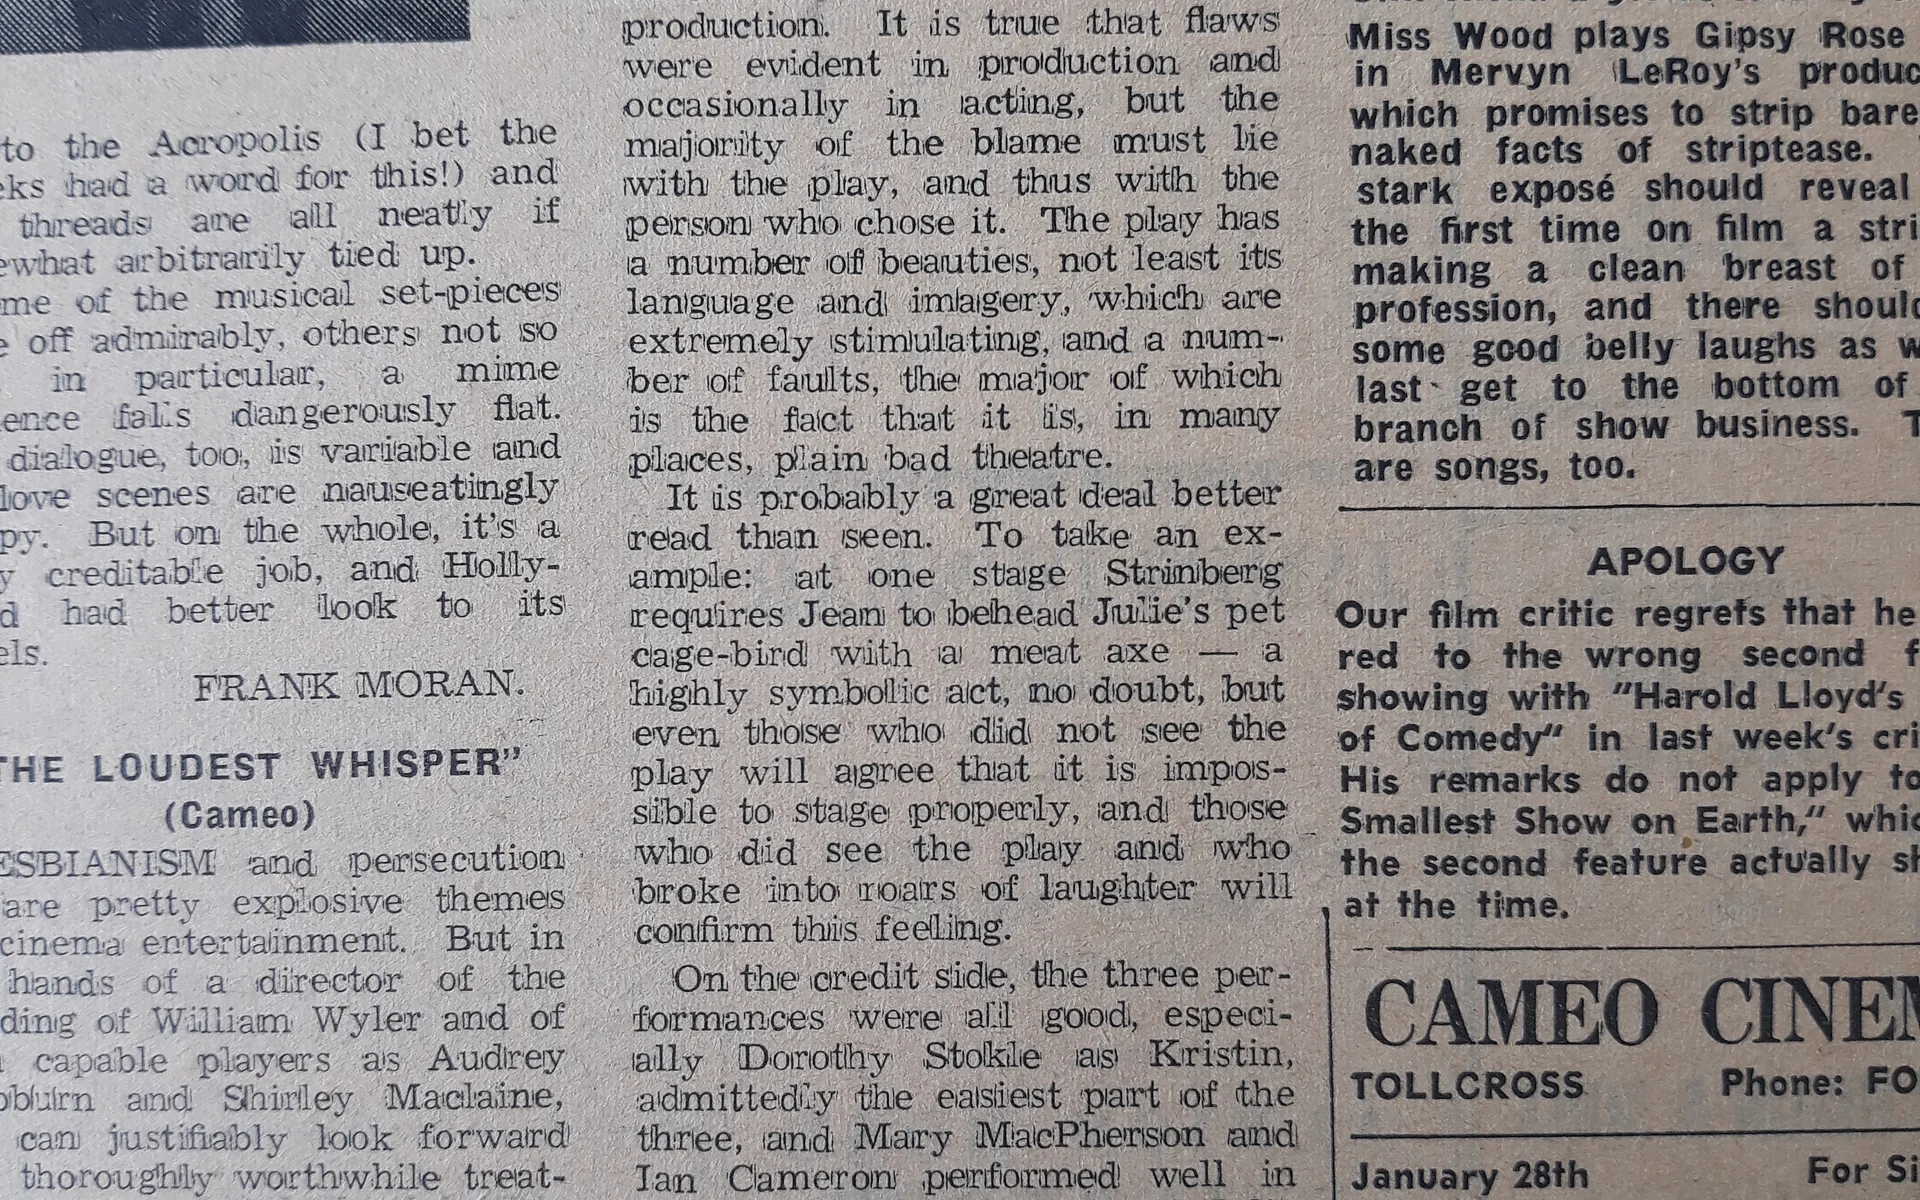 to the Acropolis (I bet the
had a word for this!) and
threads are all neatly if
arbitrarily tied up.
of the musical set-pieces
off admirably, others not so
in particular, a mime
falls dangerously flat.
dialogue, too, is variable and
love scenes are nauseatingly
But on the whole, it's a
creditable job, and Holly-
had better look to its
FRANK MORAN.
THE LOUDEST WHISPER"
(Cameo)
ESBIANISM and persecution
are pretty explosive themes
cinema entertainment. But in
hands of a director of the
ding of William Wyler and of
capable players as Audrey
pburn and Shirley Maclaine,
can justifiably look forward
thoroughly worthwhile treat-
production. It is true that flaws
were evident in production and
occasionally in acting, but the
majority of the blame must lie
with the play, and thus with the
person who chose it. The play has
a number of beauties, not least its
language and imagery, which are
extremely stimulating, and a num-
ber of faults, the major of which
is the fact that it is, in many
places, plain bad theatre.
It is probably a great deal better
read than seen. To take an ex-
ample: at one stage Strinberg
requires Jean to behead Julie's pet
cage-bird with a meat axe — a
highly symbolic act, no doubt, but
even those who did not see the
play will agree that it is impos-
sible to stage properly, and those
who did see the play and who
broke into roars of laughter will
confirm this feeling.
On the credit side, the three per-
formances were all good, especi-
ally Dorothy Stokle as Kristin,
admittedly the easiest part of the
three, and Mary MacPherson and
Ian Cameron performed well in
Miss Wood plays Gipsy Rose
in Mervyn LeRoy's produc
which promises to strip bare
naked facts of striptease.
stark exposé should reveal
the first time on film a stri
making a clean breast of
profession, and there should
some good belly laughs as w
last get to the bottom of
branch of show business. T
are songs, too.
APOLOGY
Our film critic regrets that he
red to the wrong second f
showing with "Harold Lloyd's
of Comedy" in last week's cri
His remarks do not apply to
Smallest Show on Earth," whic
the second feature actually sh
at the time.
CAMEO CINEM
TOLLCROSS Phone: FO
January 28th For Si